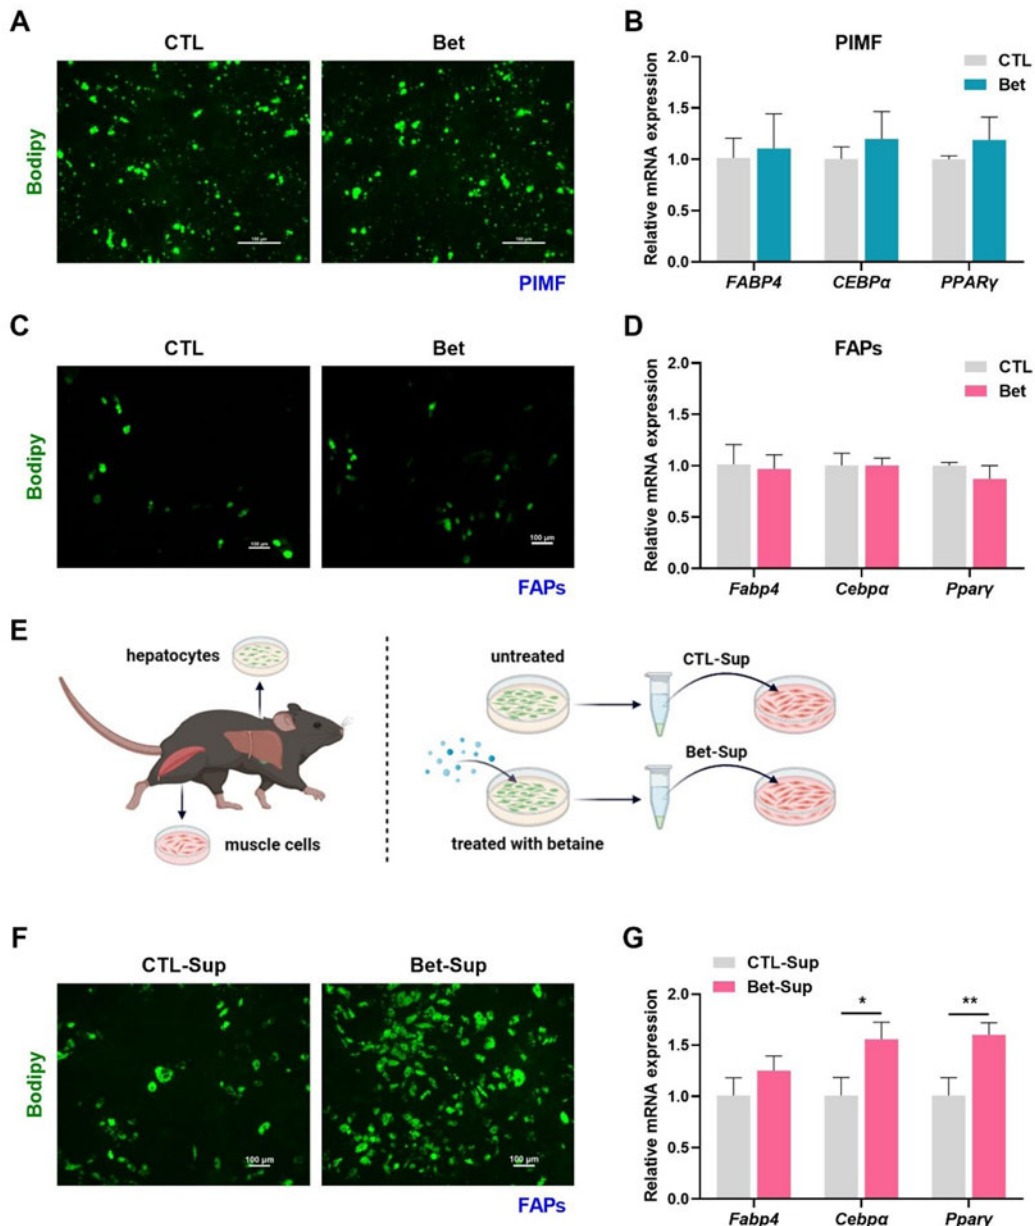 A
CTL
Bet
Bodipy
100 µm
100 µm
PIMF
B
PIMF
CTL
Bet
Relative mRNA expression
2.0
1.5
1.0
0.5
0.0
FABP4
CEBPα
PPARγ
C
CTL
Bet
Bodipy
100 µm
100 µm
FAPs
D
FAPs
CTL
Bet
Relative mRNA expression
2.0
1.5
1.0
0.5
0.0
Fabp4
Cebpα
Pparγ
E
hepatocytes
muscle cells
untreated
CTL-Sup
Bet-Sup
treated with betaine
F
CTL-Sup
Bet-Sup
Bodipy
100 µm
100 µm
FAPs
G
CTL-Sup
Bet-Sup
Relative mRNA expression
2.0
1.5
1.0
0.5
0.0
*
**
Fabp4
Cebpα
Pparγ